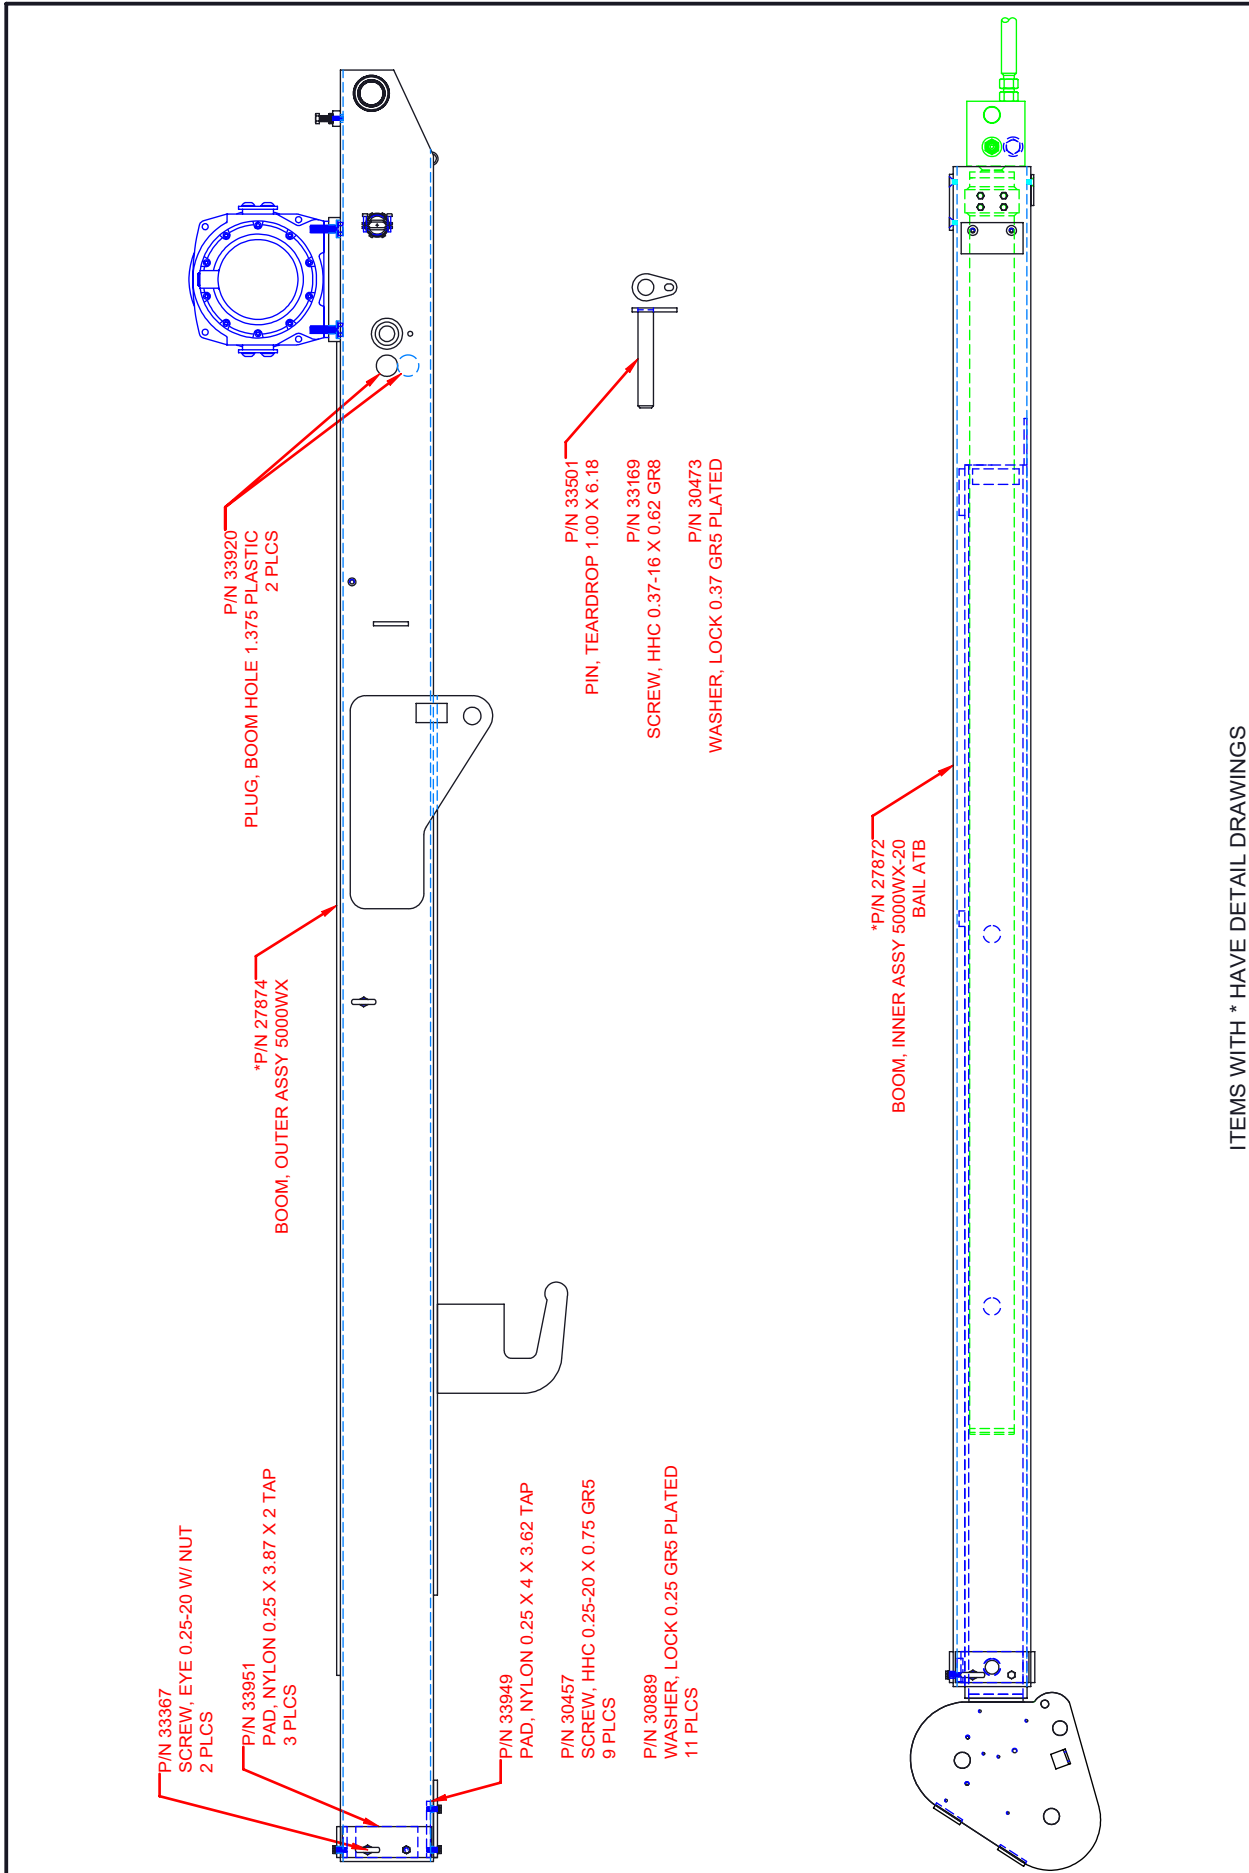 P/N 33367
SCREW, EYE 0.25-20 W/ NUT
2 PLCS
P/N 33951
PAD, NYLON 0.25 X 3.87 X 2 TAP
3 PLCS
*P/N 27874
BOOM, OUTER ASSY 5000WX
P/N 33920
PLUG, BOOM HOLE 1.375 PLASTIC
2 PLCS
P/N 33949
PAD, NYLON 0.25 X 4 X 3.62 TAP
P/N 30457
SCREW, HHC 0.25-20 X 0.75 GR5
9 PLCS
P/N 30889
WASHER, LOCK 0.25 GR5 PLATED
11 PLCS
P/N 33501
PIN, TEARDROP 1.00 X 6.18
P/N 33169
SCREW, HHC 0.37-16 X 0.62 GR8
P/N 30473
WASHER, LOCK 0.37 GR5 PLATED
*P/N 27872
BOOM, INNER ASSY 5000WX-20
BAIL ATB
ITEMS WITH * HAVE DETAIL DRAWINGS